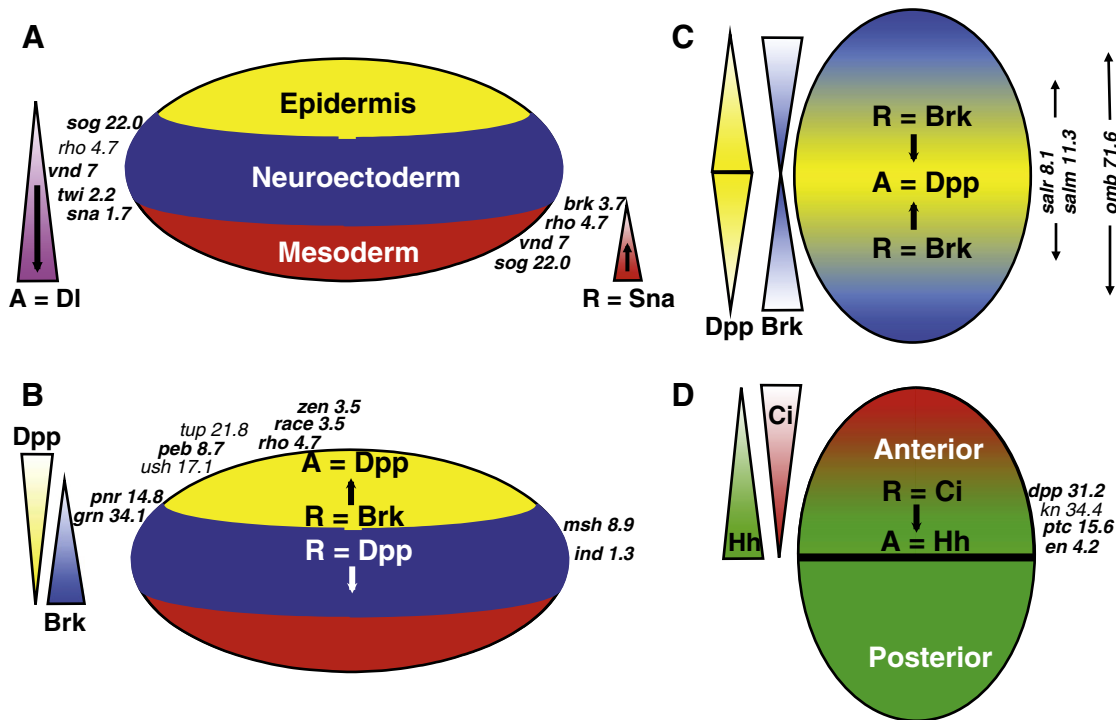 A
Epidermis
sog 22.0
rho 4.7
vnd 7
twi 2.2
sna 1.7
Neuroectoderm
brk 3.7
rho 4.7
vnd 7
sog 22.0
Mesoderm
A = Dl
R = Sna
B
Dpp
zen 3.5
race 3.5
rho 4.7
tup 21.8
peb 8.7
ush 17.1
pnr 14.8
grn 34.1
A = Dpp
R = Brk
R = Dpp
msh 8.9
ind 1.3
Brk
C
R = Brk
A = Dpp
R = Brk
salr 8.1
salm 11.3
omb 71.6
Dpp Brk
D
Ci
Hh
Anterior
R = Ci
A = Hh
dpp 31.2
kn 34.4
ptc 15.6
en 4.2
Posterior